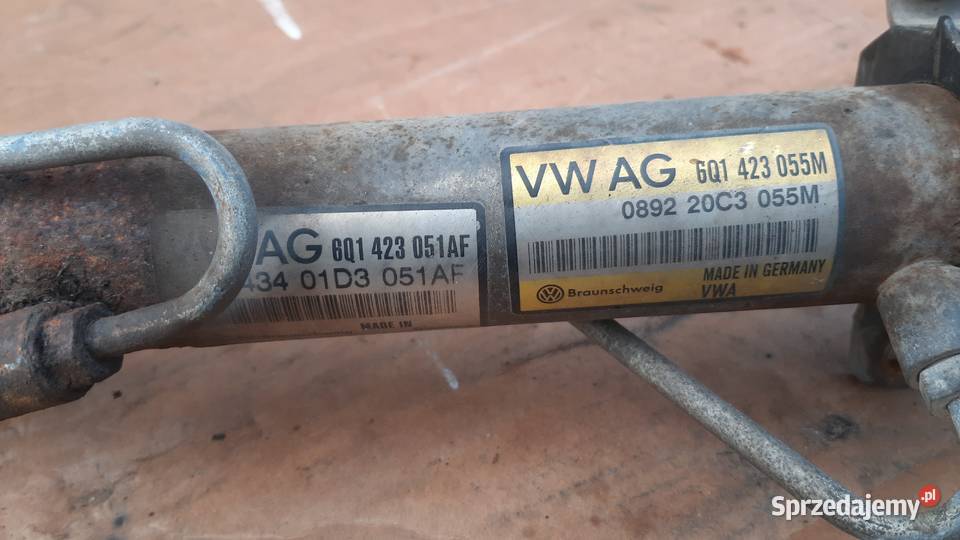 VW AG 6Q1 423 055M
0892 20C3 055M
MADE IN GERMANY
Braunschweig VWA
AG 6Q1 423 051AF
434 01D3 051AF
MADE IN
Sprzedajemy.pl